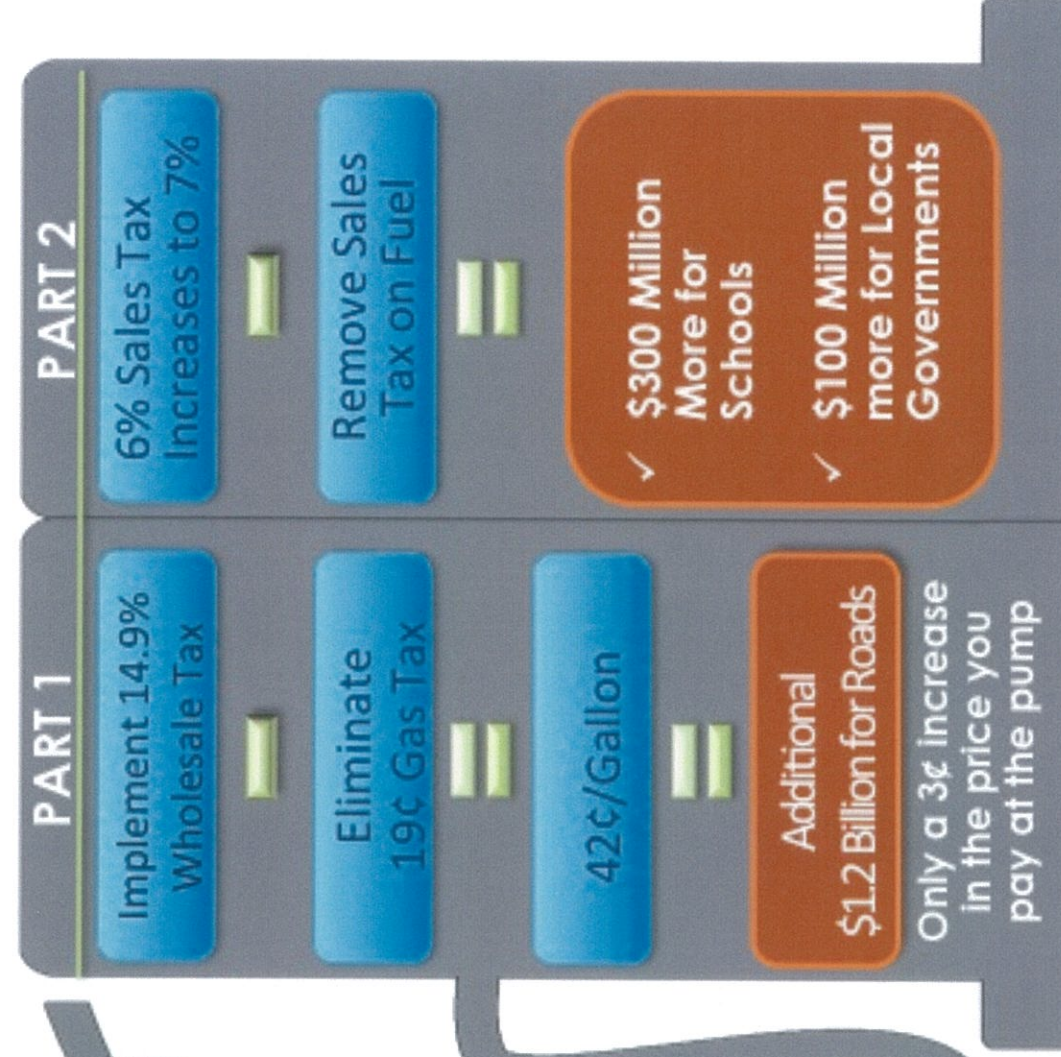 PART 1
Implement 14.9%
Wholesale Tax
Eliminate
19¢ Gas Tax
42¢/Gallon
Additional
$1.2 Billion for Roads
Only a 3¢ increase
in the price you
pay at the pump
PART 2
6% Sales Tax
Increases to 7%
Remove Sales
Tax on Fuel
✓ $300 Million
More for
Schools
✓ $100 Million
more for Local
Governments